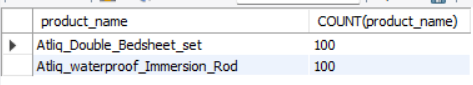 product_name COUNT(product_name)
Atliq_Double_Bedsheet_set 100
Atliq_waterproof_Immersion_Rod 100